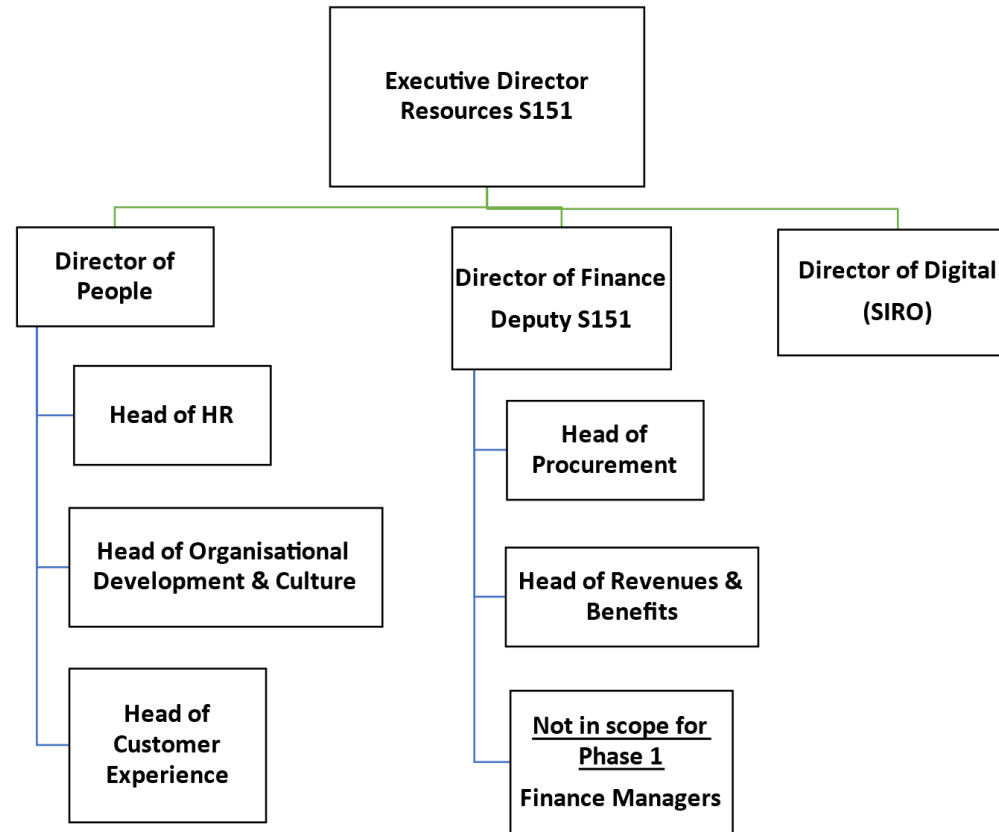 Executive Director
Resources S151
Director of
People
Director of Finance
Deputy S151
Director of Digital
(SIRO)
Head of HR
Head of
Procurement
Head of Organisational
Development & Culture
Head of Revenues &
Benefits
Head of
Customer
Experience
Not in scope for
Phase 1
Finance Managers